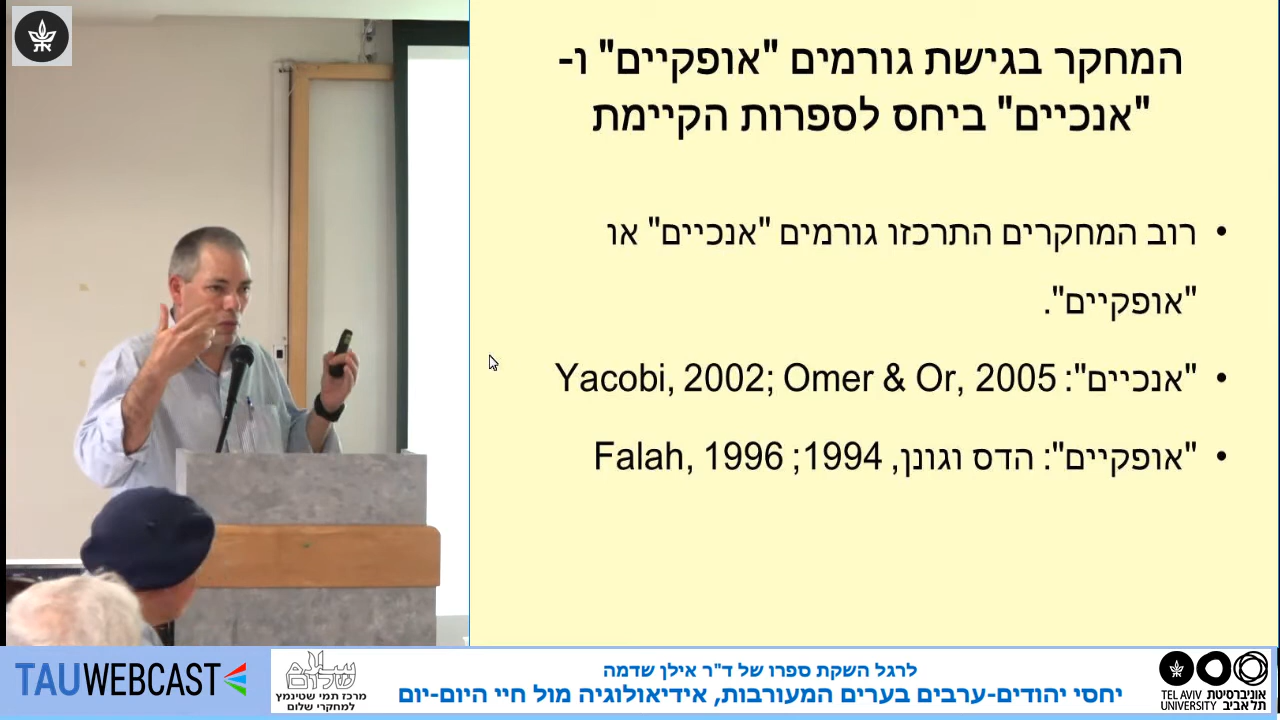 המחקר בגישת גורמים "אופקיים" ו-
"אנכיים" ביחס לספרות הקיימת
• רוב המחקרים התרכזו גורמים "אנכיים" או
"אופקיים".
• "אנכיים": Yacobi, 2002; Omer & Or, 2005
• "אופקיים": הדס וגונן, 1994; Falah, 1996
TAUWEBCAST
שלום
מרכז תמי שטינמץ
למחקרי שלום
לרגל השקת ספרו של ד"ר אילן שדמה
יחסי יהודים-ערבים בערים המעורבות, אידיאולוגיה מול חיי היום-יום
TEL AVIV UNIVERSITY
אוניברסיטת תל אביב